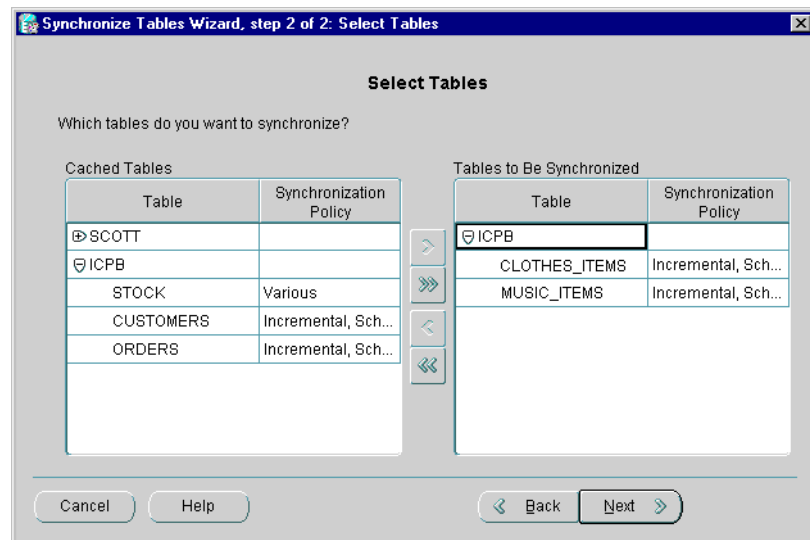 Synchronize Tables Wizard, step 2 of 2: Select Tables
Select Tables
Which tables do you want to synchronize?
Cached Tables
Table
Synchronization
Policy
SCOTT
ICPB
STOCK Various
CUSTOMERS Incremental, Sch...
ORDERS Incremental, Sch...
Tables to Be Synchronized
Table
Synchronization
Policy
ICPB
CLOTHES_ITEMS Incremental, Sch...
MUSIC_ITEMS Incremental, Sch...
Cancel
Help
Back
Next